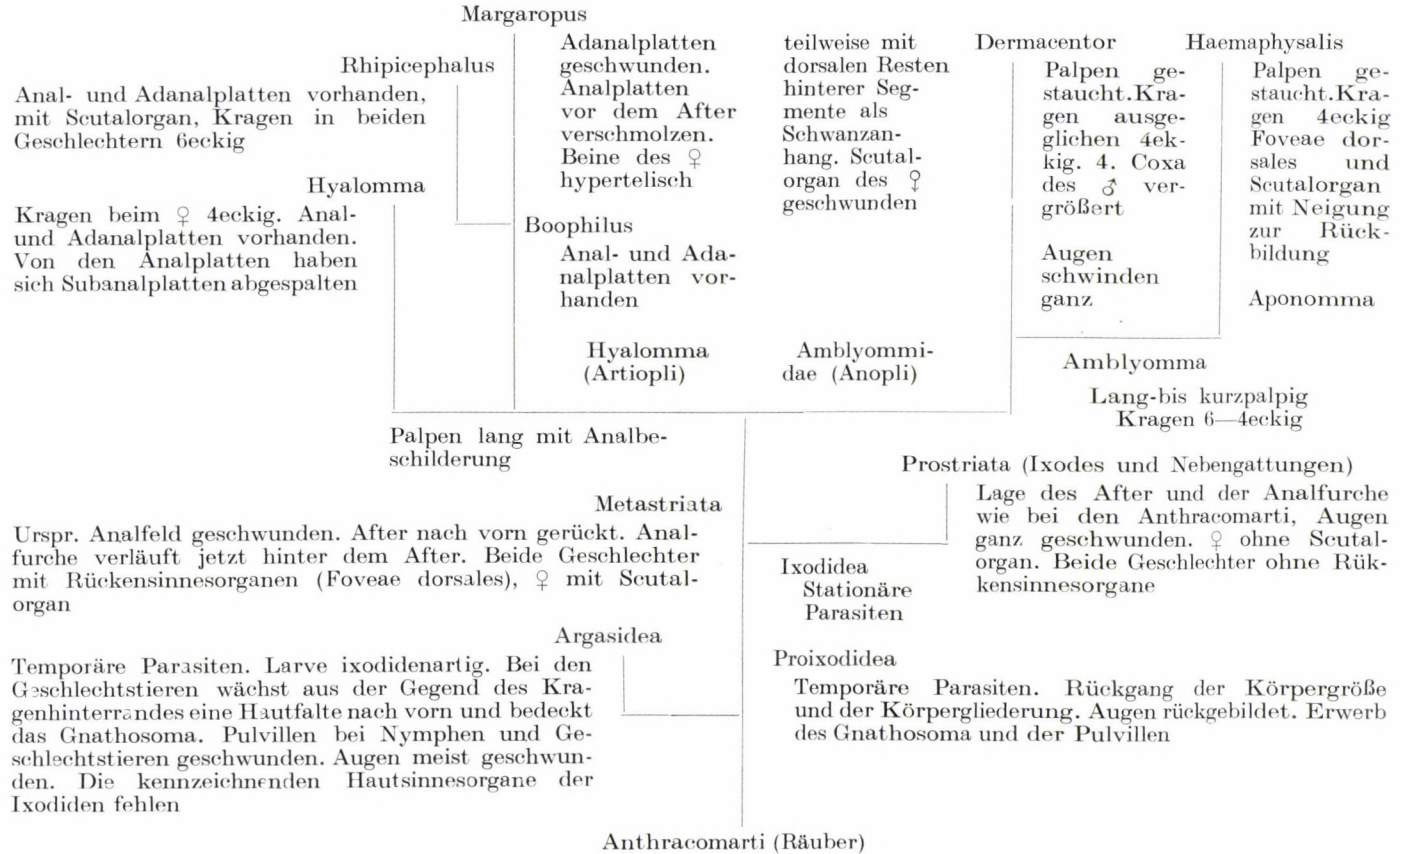 Margaropus
Adanalplatten
geschwunden.
Analplatten
vor dem After
verschmolzen.
Beine des ♀
hypertelisch
teilweise mit
dorsalen Resten
hinterer Seg-
mente als
Schwanzan-
hang. Scutal-
organ des ♀
geschwunden
Dermacentor
Palpen ge-
staucht.Kra-
gen ausge-
glichen 4ek-
kig. 4. Coxa
des ♂ ver-
größert
Augen
schwinden
ganz
Haemaphysalis
Palpen ge-
staucht.Kra-
gen 4eckig
Foveae dor-
sales und
Scutalorgan
mit Neigung
zur Rück-
bildung
Aponomma
Rhipicephalus
Anal- und Adanalplatten vorhanden,
mit Scutalorgan, Kragen in beiden
Geschlechtern 6eckig
Hyalomma
Kragen beim ♀ 4eckig. Anal-
und Adanalplatten vorhanden.
Von den Analplatten haben
sich Subanalplatten abgespalten
Boophilus
Anal- und Ada-
nalplatten vor-
handen
Hyalomma
(Artiopli)
Amblyommi-
dae (Anopli)
Amblyomma
Lang-bis kurzpalpig
Kragen 6—4eckig
Palpen lang mit Analbe-
schilderung
Prostriata (Ixodes und Nebengattungen)
Lage des After und der Analfurche
wie bei den Anthracomarti, Augen
ganz geschwunden. ♀ ohne Scutal-
organ. Beide Geschlechter ohne Rük-
kensinnesorgane
Metastriata
Urspr. Analfeld geschwunden. After nach vorn gerückt. Anal-
furche verläuft jetzt hinter dem After. Beide Geschlechter
mit Rückensinnesorganen (Foveae dorsales), ♀ mit Scutal-
organ
Ixodidea
Stationäre
Parasiten
Argasidea
Temporäre Parasiten. Larve ixodidenartig. Bei den
Geschlechtstieren wächst aus der Gegend des Kra-
genhinterrandes eine Hautfalte nach vorn und bedeckt
das Gnathosoma. Pulvillen bei Nymphen und Ge-
schlechtstieren geschwunden. Augen meist geschwun-
den. Die kennzeichnenden Hautsinnesorgane der
Ixodiden fehlen
Proixodidea
Temporäre Parasiten. Rückgang der Körpergröße
und der Körpergliederung. Augen rückgebildet. Erwerb
des Gnathosoma und der Pulvillen
Anthracomarti (Räuber)